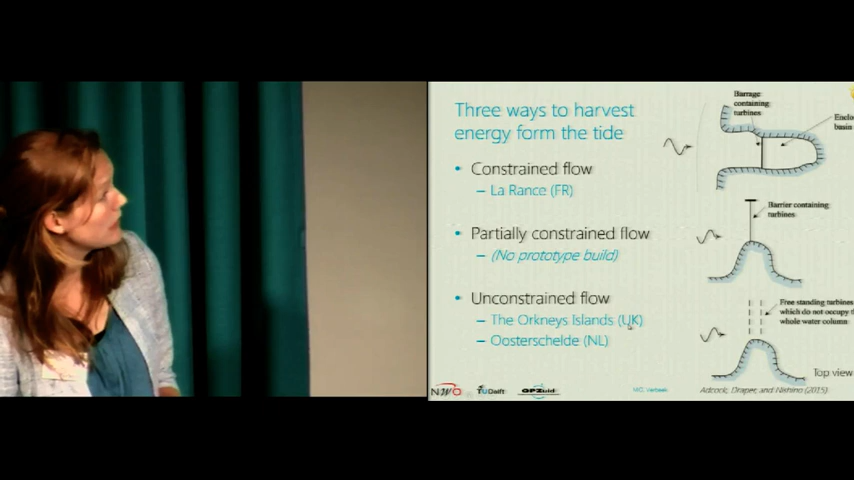 Three ways to harvest
energy form the tide
• Constrained flow
– La Rance (FR)
• Partially constrained flow
– (No prototype build)
• Unconstrained flow
– The Orkneys Islands (UK)
– Oosterschelde (NL)
Barrage
containing
turbines
basin
Barrier containing
turbines
Free standing turbines
which do not occupy
whole water column
Top view
NWO
TU Delft
Adcock, Draper, and Nishino (2015)